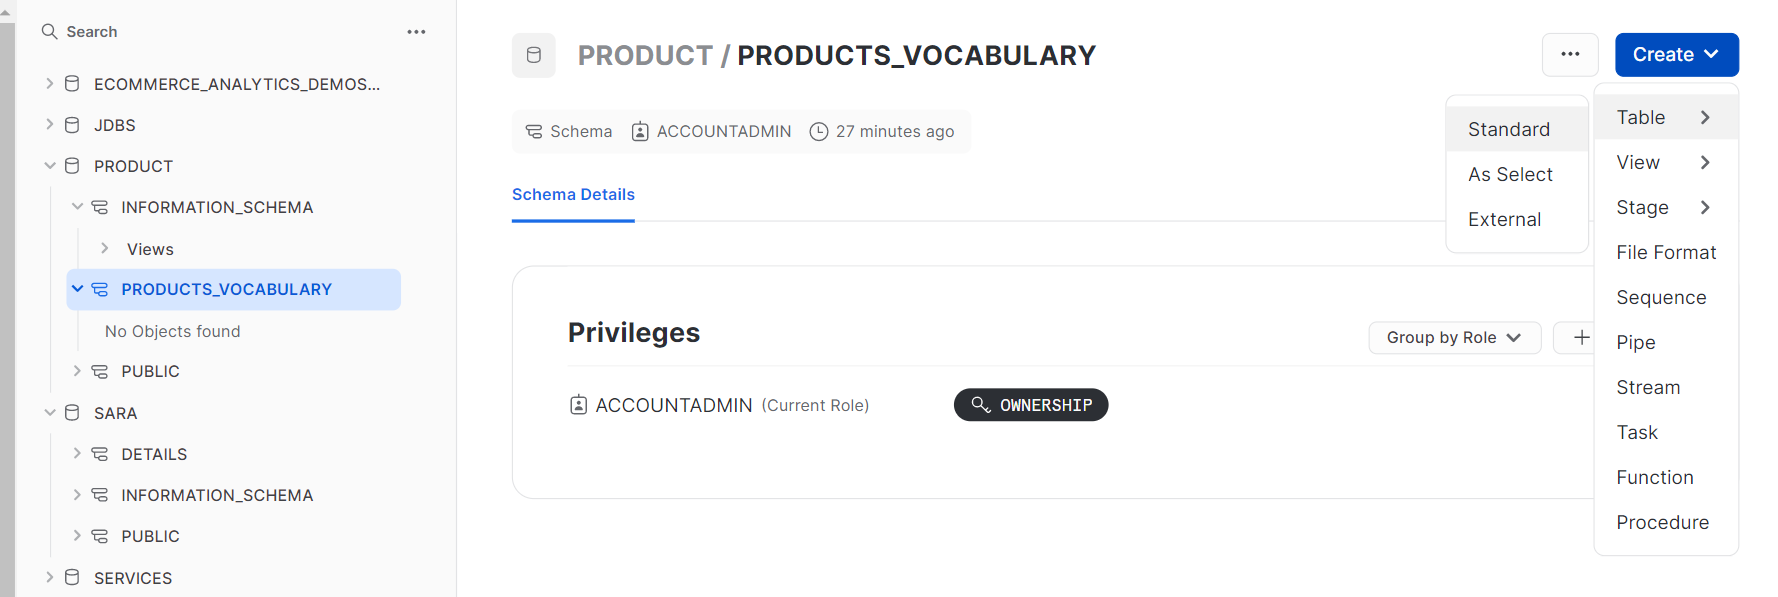 Search
ECOMMERCE_ANALYTICS_DEMOS...
JDBS
PRODUCT
INFORMATION_SCHEMA
Views
PRODUCTS_VOCABULARY
No Objects found
PUBLIC
SARA
DETAILS
INFORMATION_SCHEMA
PUBLIC
SERVICES
PRODUCT / PRODUCTS_VOCABULARY
Schema ACCOUNTADMIN 27 minutes ago
Schema Details
Privileges
Group by Role
ACCOUNTADMIN (Current Role) OWNERSHIP
Create
Standard
As Select
External
Table
View
Stage
File Format
Sequence
Pipe
Stream
Task
Function
Procedure